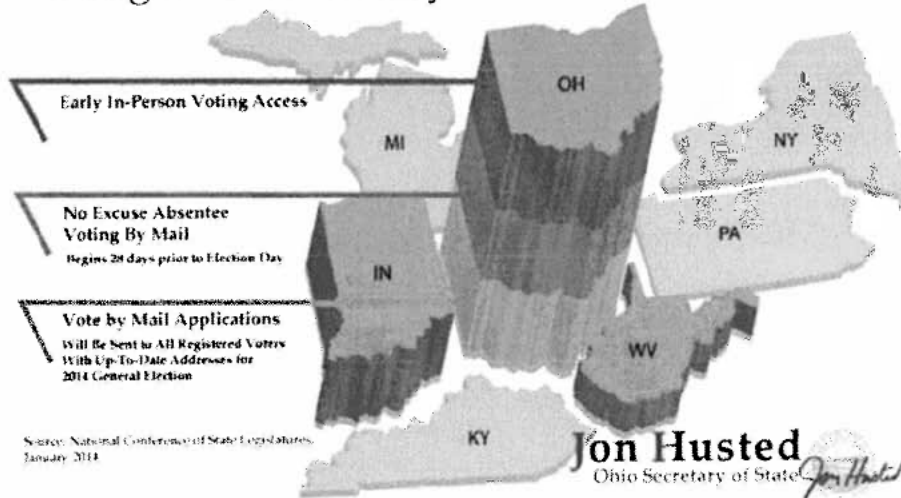 Early In-Person Voting Access
OH
MI
NY
No Excuse Absentee
Voting By Mail
Begins 28 days prior to Election Day
PA
IN
Vote by Mail Applications
Will Be Sent to All Registered Voters
With Up-To-Date Addresses for
2014 General Election
WV
KY
Source: National Conference of State Legislatures,
January 2014
Jon Husted
Ohio Secretary of State
Jon Husted